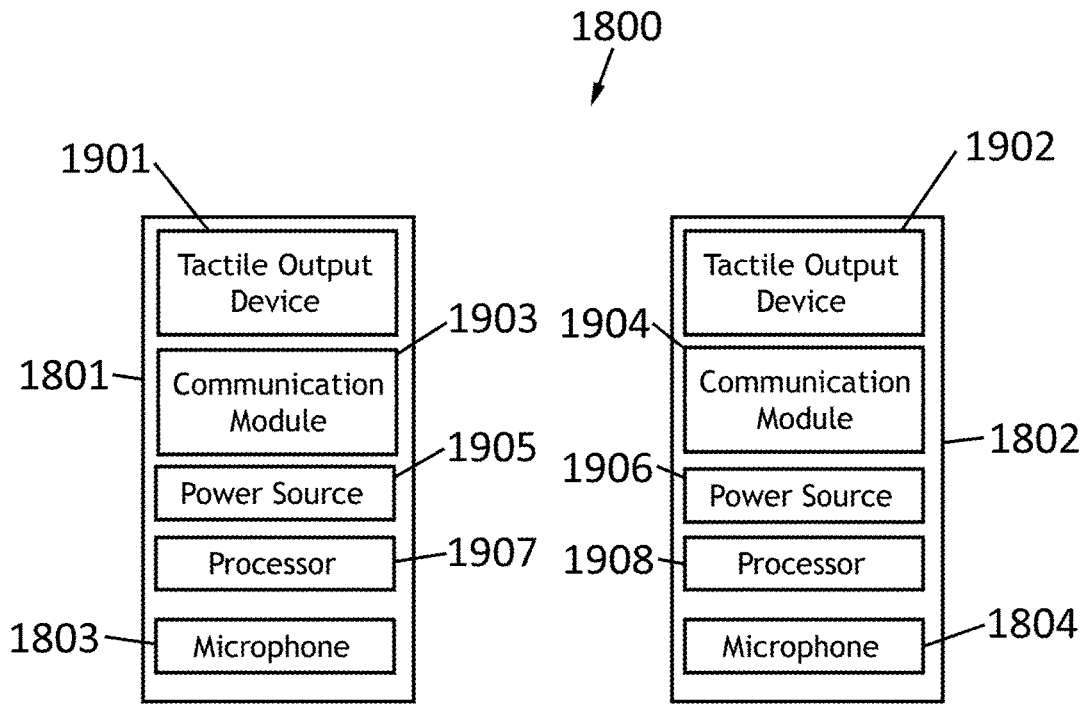 1800
1901
1902
Tactile Output
Device
Tactile Output
Device
1903
1904
1801
Communication
Module
Communication
Module
1802
1905
1906
Power Source
Power Source
1907
1908
Processor
Processor
1803
1804
Microphone
Microphone